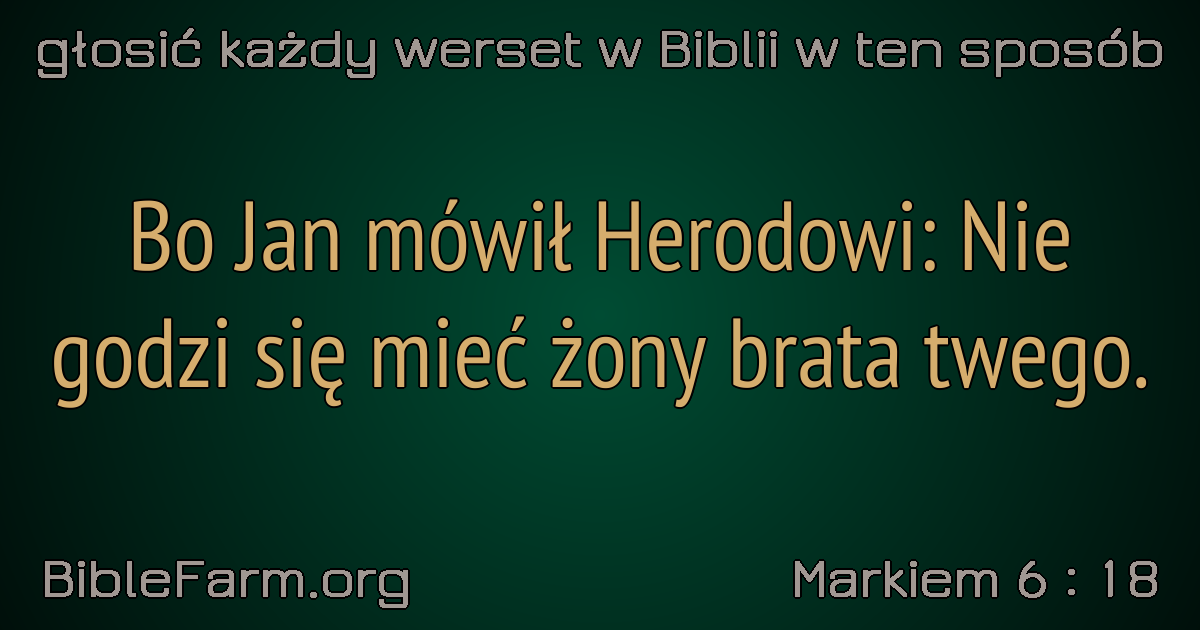 głosić każdy werset w Biblii w ten sposób
Bo Jan mówił Herodowi: Nie
godzi się mieć żony brata twego.
BibleFarm.org
Markiem 6 : 18